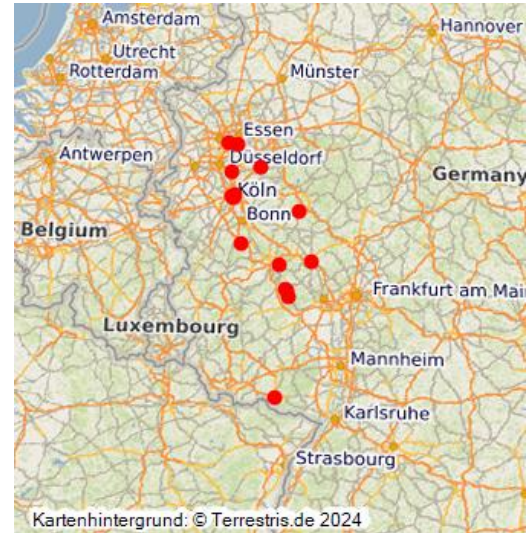 Amsterdam
Hannover
Utrecht
Rotterdam
Münster
Essen
Antwerpen
Düsseldorf
Germany
Köln
Belgium
Bonn
Frankfurt am Mai
Luxembourg
Mannheim
Karlsruhe
Strasbourg
Kartenhintergrund: © Terrestris.de 2024